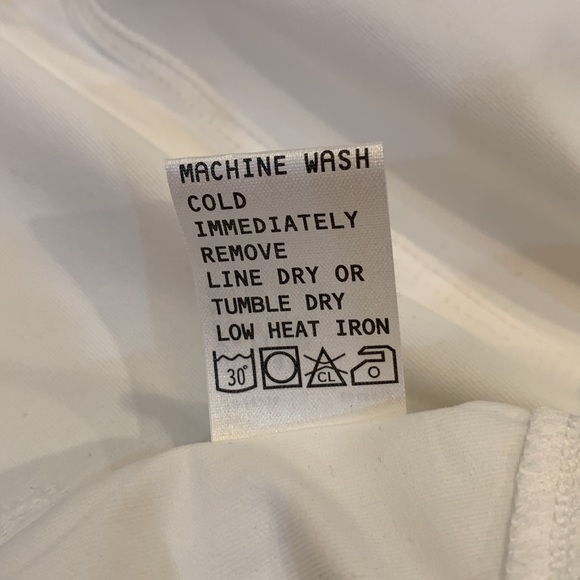 MACHINE WASH
COLD
IMMEDIATELY
REMOVE
LINE DRY OR
TUMBLE DRY
LOW HEAT IRON
30° CL